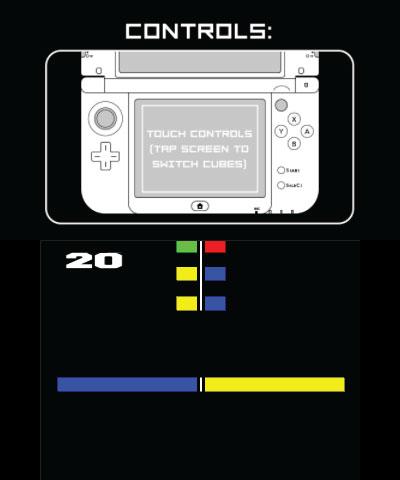 CONTROLS:
TOUCH CONTROLS
(TAP SCREEN TO
SWITCH CUBES)
X
Y A
B
START
SELECT
20